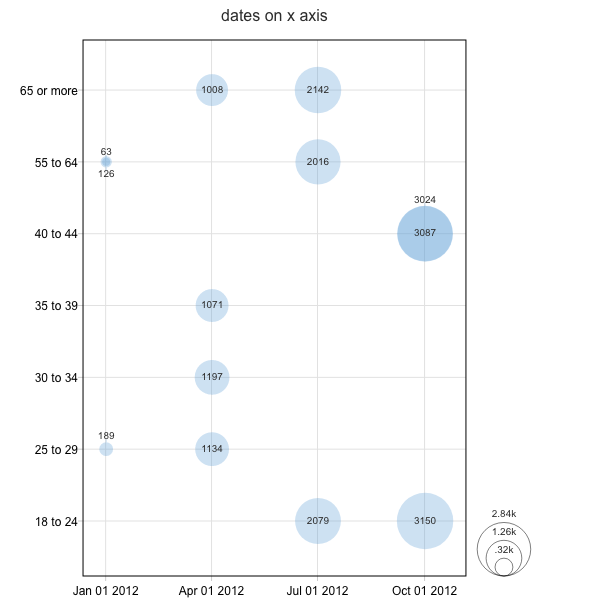 dates on x axis
65 or more
1008
2142
63
55 to 64
2016
126
3024
40 to 44
3087
35 to 39
1071
30 to 34
1197
189
25 to 29
1134
18 to 24
2079
3150
2.84k
1.26k
.32k
Jan 01 2012
Apr 01 2012
Jul 01 2012
Oct 01 2012